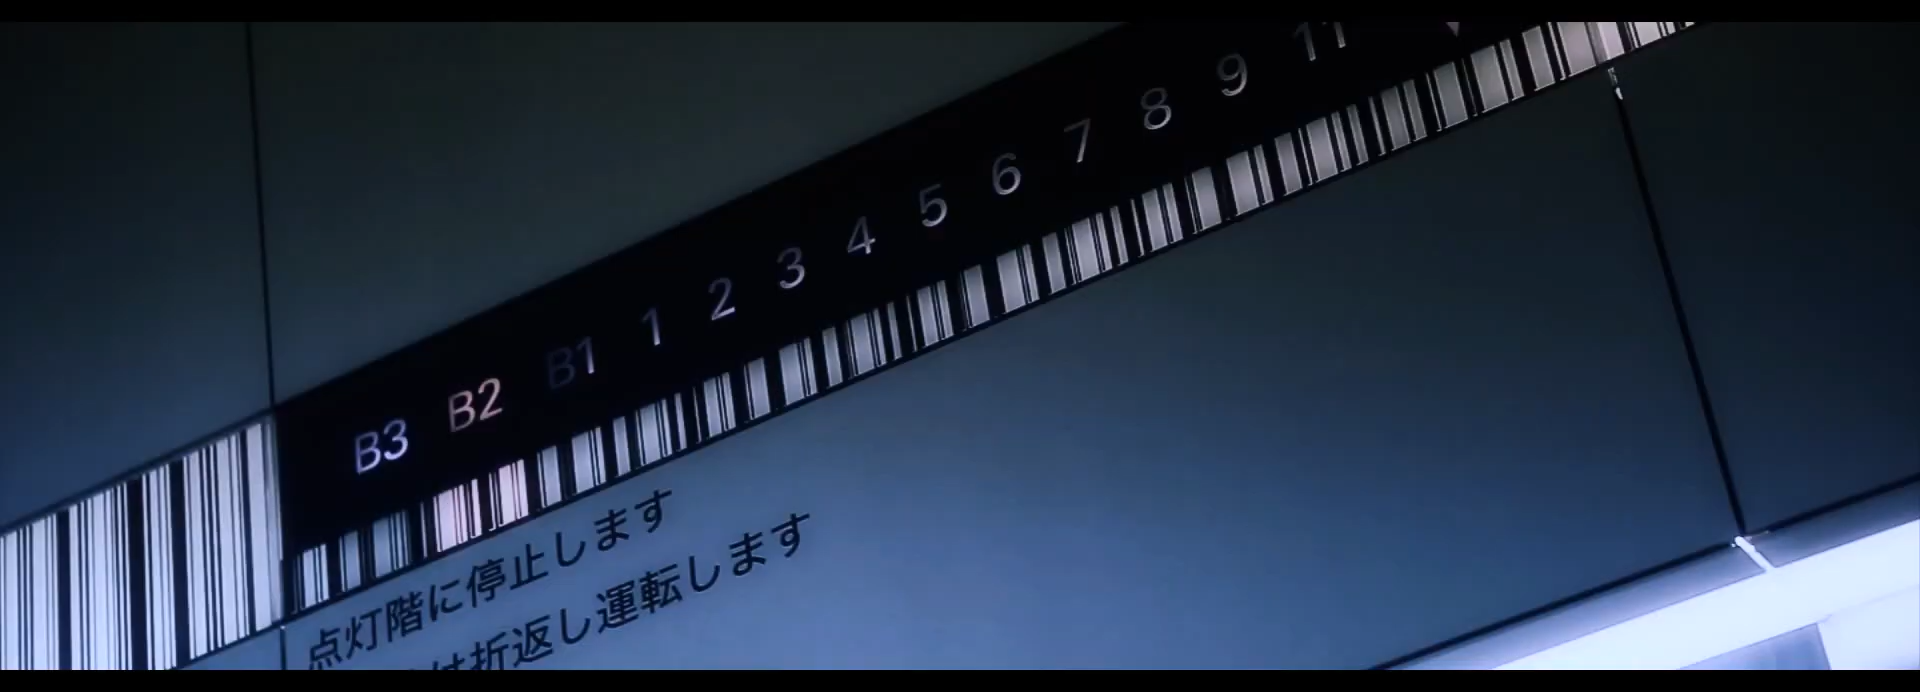 B3 B2 B1 1 2 3 4 5 6 7 8 9 11
点灯階に停止します
は折返し運転します